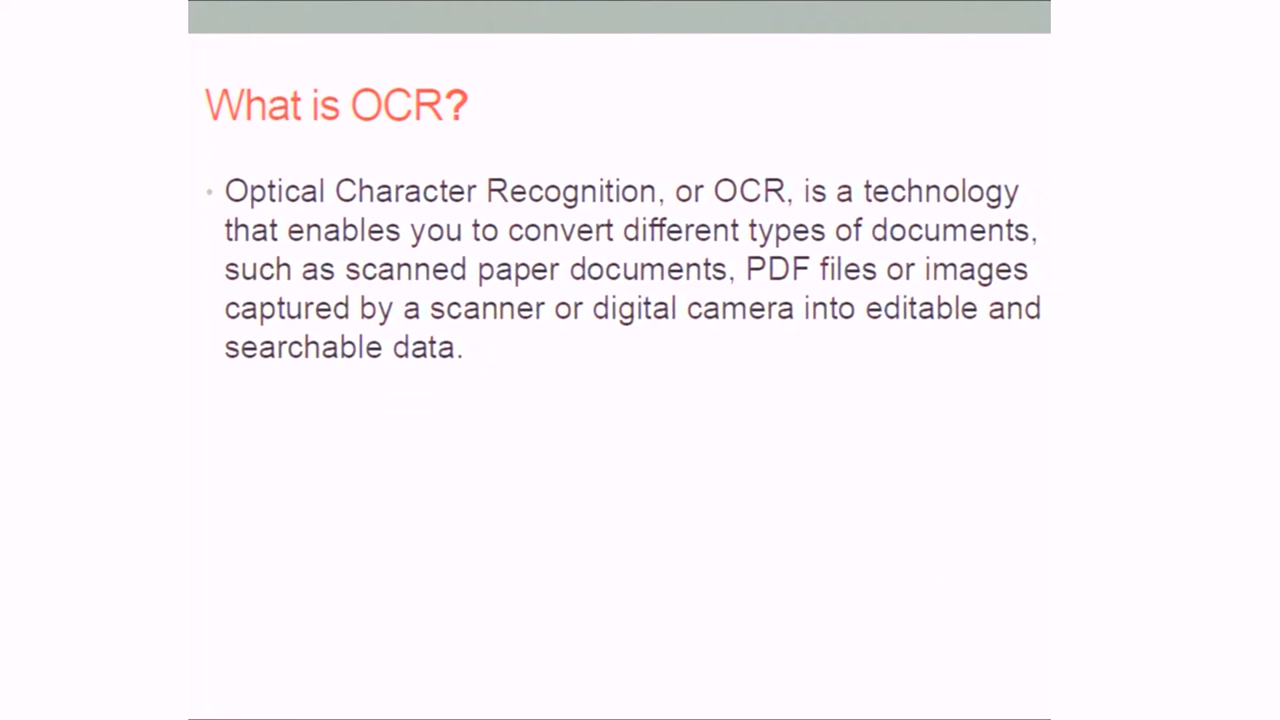 What is OCR?
• Optical Character Recognition, or OCR, is a technology
that enables you to convert different types of documents,
such as scanned paper documents, PDF files or images
captured by a scanner or digital camera into editable and
searchable data.